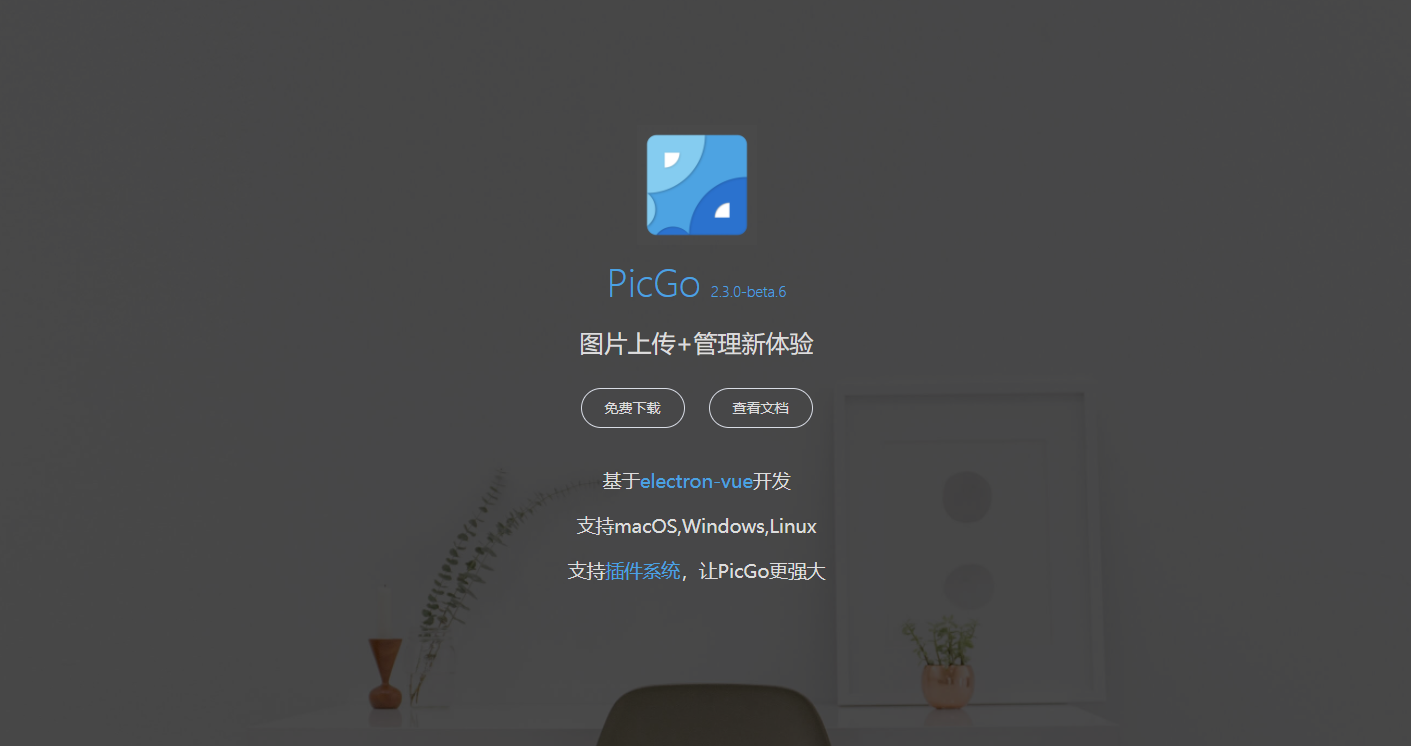 PicGo 2.3.0-beta.6
图片上传+管理新体验
免费下载 查看文档
基于electron-vue开发
支持macOS,Windows,Linux
支持插件系统，让PicGo更强大